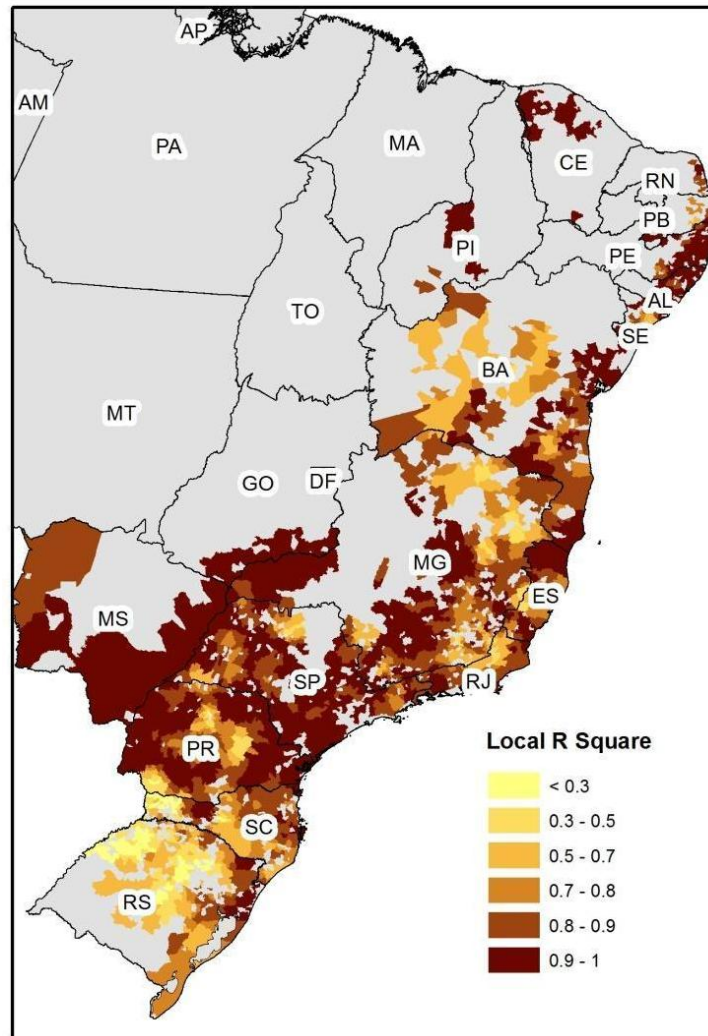 AP
AM
PA
MA
CE
RN
PB
PI
PE
AL
TO
SE
BA
MT
GO
DF
MG
MS
ES
SP
RJ
PR
SC
RS
Local R Square
< 0.3
0.3 - 0.5
0.5 - 0.7
0.7 - 0.8
0.8 - 0.9
0.9 - 1